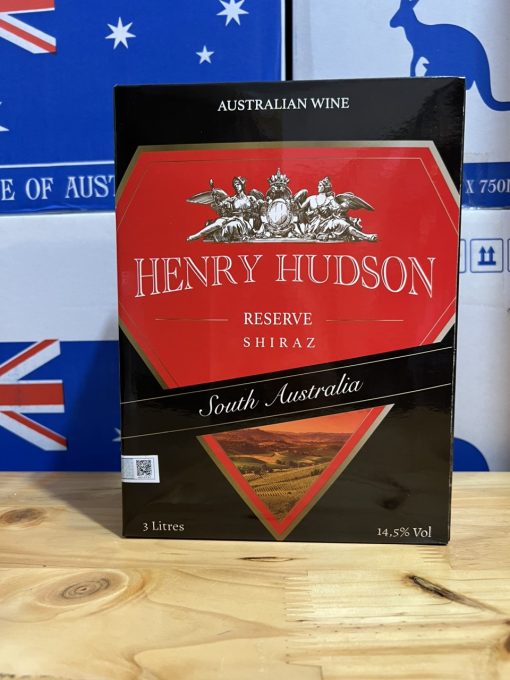 AUSTRALIAN WINE
E OF AUST
X 750
HENRY HUDSON
RESERVE
SHIRAZ
South Australia
3 Litres
14,5% Vol